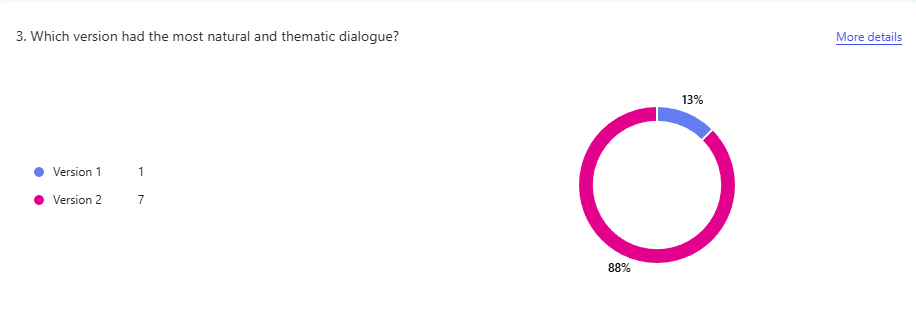 3. Which version had the most natural and thematic dialogue?
More details
13%
Version 1 1
Version 2 7
88%